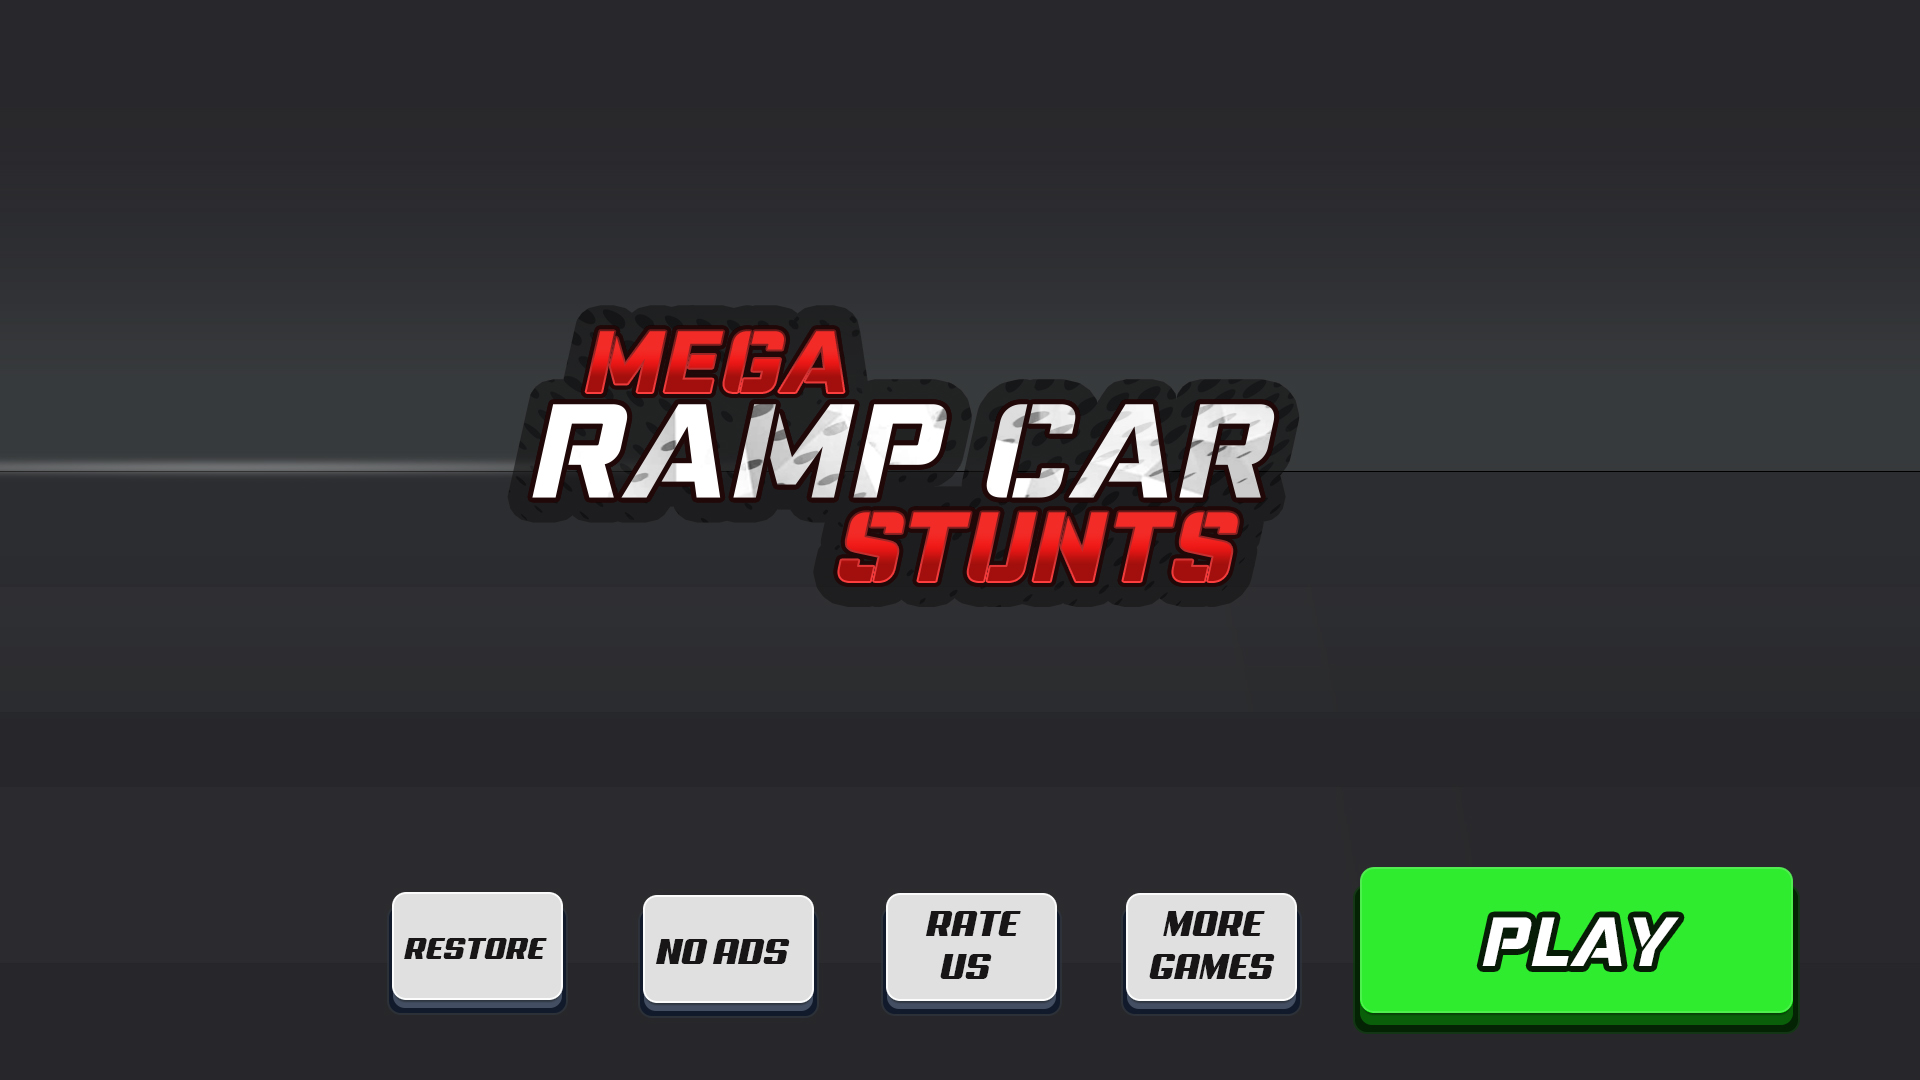 MEGA
RAMP CAR
STUNTS
RESTORE
NO ADS
RATE
US
MORE
GAMES
PLAY